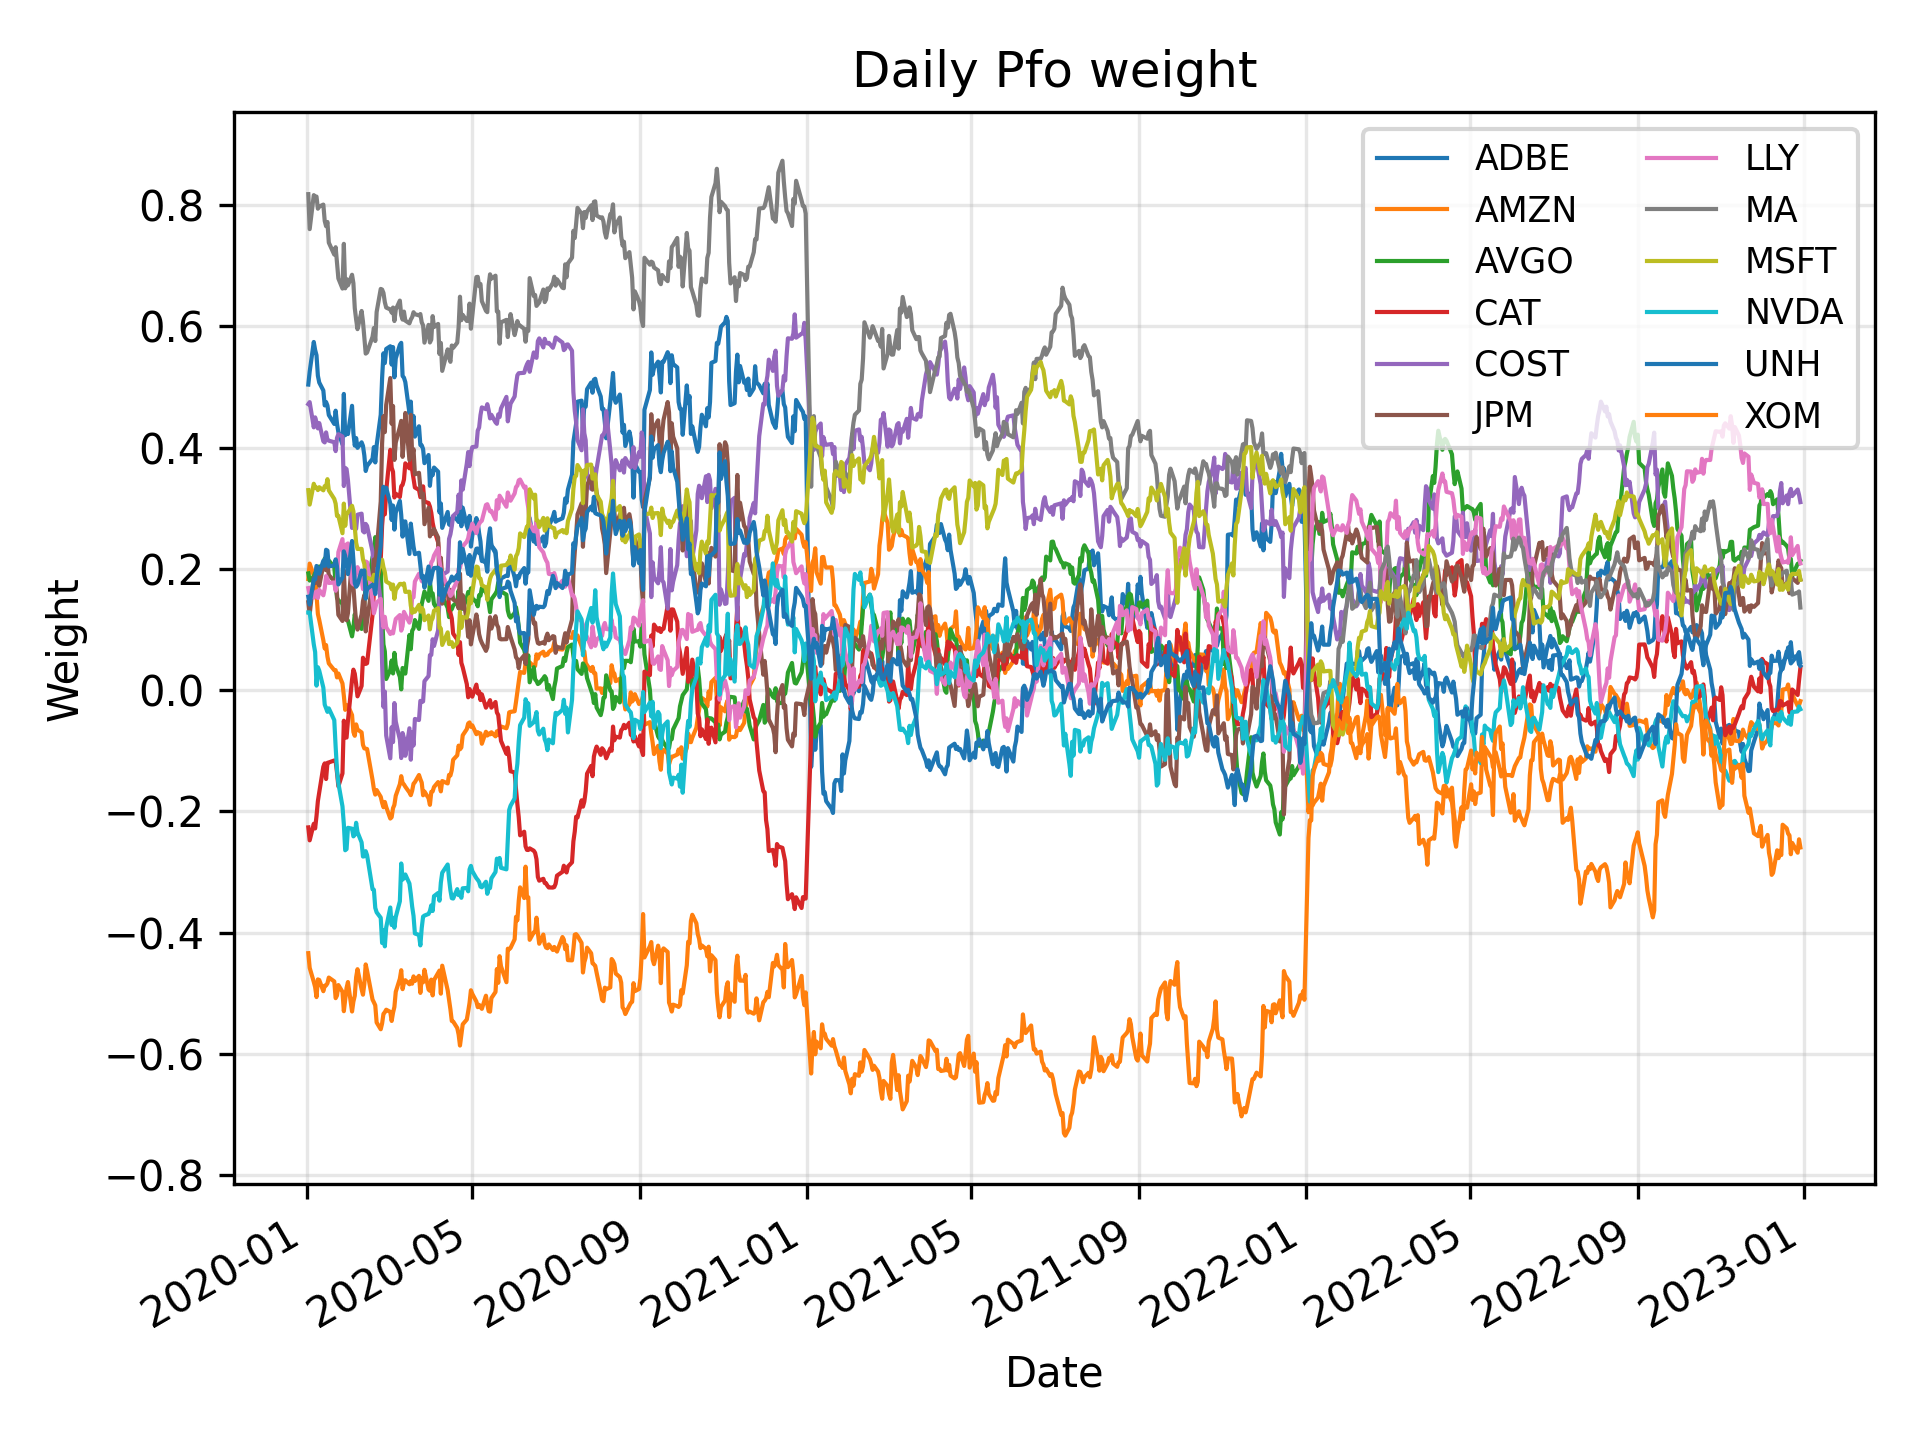 Daily Pfo weight
ADBE
AMZN
AVGO
CAT
COST
JPM
LLY
MA
MSFT
NVDA
UNH
XOM
Weight
0.8
0.6
0.4
0.2
0.0
−0.2
−0.4
−0.6
−0.8
2020-01
2020-05
2020-09
2021-01
2021-05
2021-09
2022-01
2022-05
2022-09
2023-01
Date